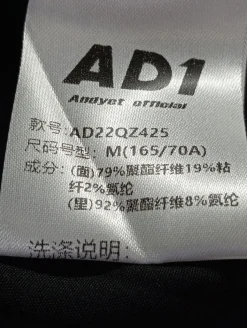 AD1
Andyet official
款号:AD22QZ425
尺码号型: M(165/70A)
成分: (面)79%聚酯纤维19%粘
纤2%氨纶
(里)92%聚酯纤维8%氨纶
洗涤说明: